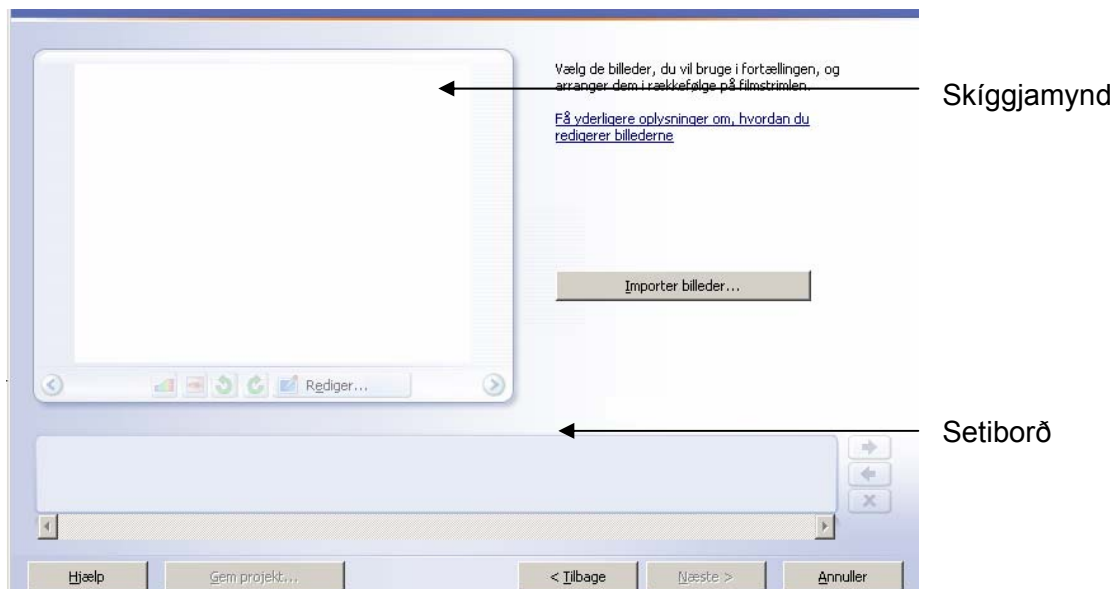 Vælg de billeder, du vil bruge i fortællingen, og
arranger dem i rækkefølge på filmstrimlen.
Skíggjamynd
Få yderligere oplysninger om, hvordan du
redigerer billederne
Importer billeder...
Rediger...
Setiborð
Hjælp
Gem projekt...
< Tilbage
Næste >
Annuller